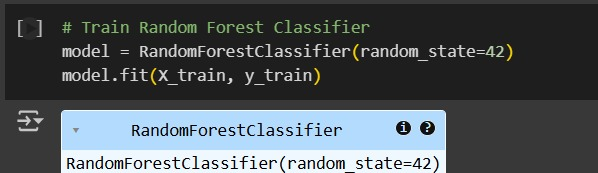 [ ] # Train Random Forest Classifier
model = RandomForestClassifier(random_state=42)
model.fit(X_train, y_train)
RandomForestClassifier i ?
RandomForestClassifier(random_state=42)